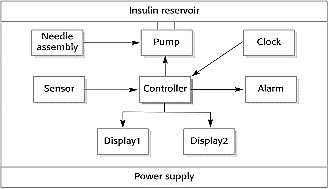 Insulin reservoir
Needle
assembly
Pump
Clock
Sensor
Controller
Alarm
Display1
Display2
Power supply